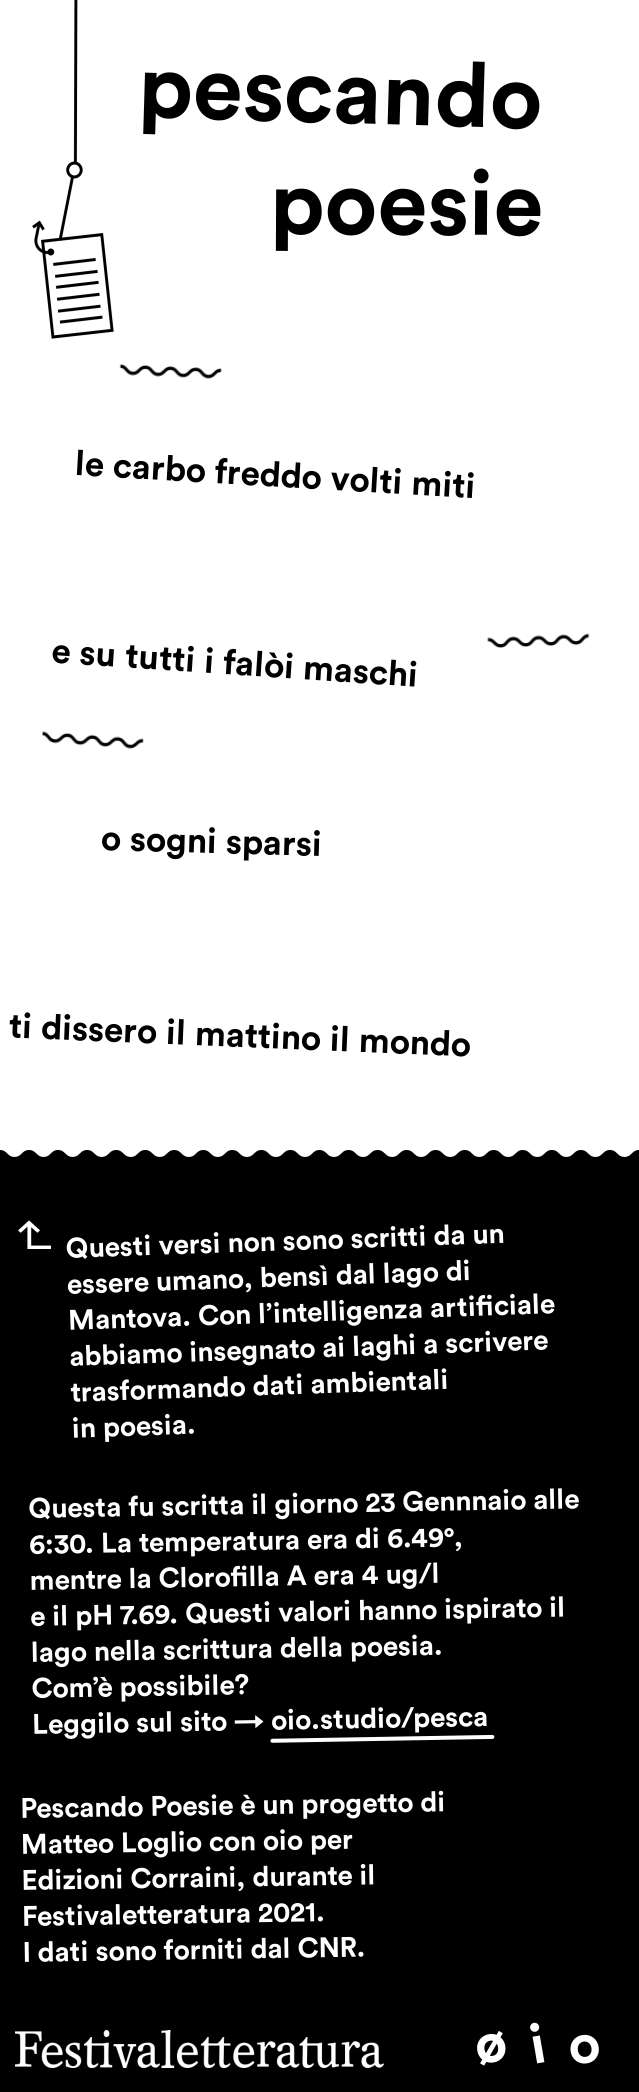 pescando
poesie
le carbo freddo volti miti
e su tutti i falòi maschi
o sogni sparsi
ti dissero il mattino il mondo
Questi versi non sono scritti da un
essere umano, bensì dal lago di
Mantova. Con l'intelligenza artificiale
abbiamo insegnato ai laghi a scrivere
trasformando dati ambientali
in poesia.
Questa fu scritta il giorno 23 Gennnaio alle
6:30. La temperatura era di 6.49°,
mentre la Clorofilla A era 4 ug/l
e il pH 7.69. Questi valori hanno ispirato il
lago nella scrittura della poesia.
Com'è possibile?
Leggilo sul sito → oio.studio/pesca
Pescando Poesie è un progetto di
Matteo Loglio con oio per
Edizioni Corraini, durante il
Festivaletteratura 2021.
I dati sono forniti dal CNR.
Festivaletteratura øio